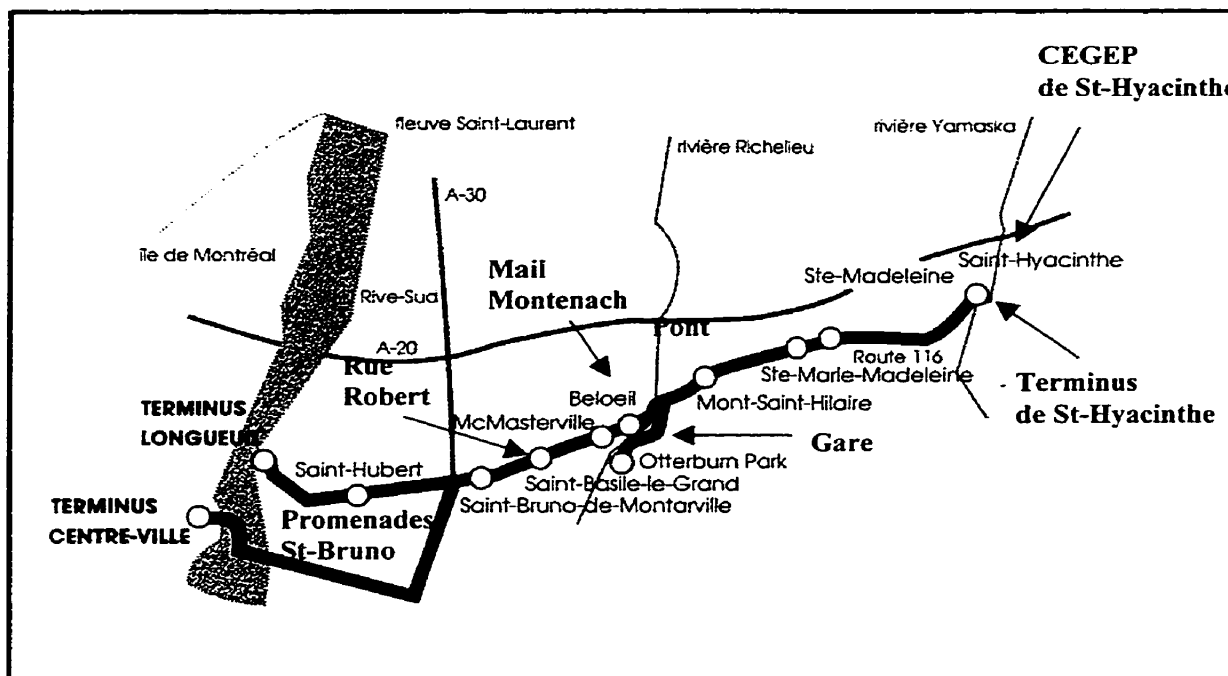 CEGEP
de St-Hyacinthe
fleuve Saint-Laurent
rivière Yamaska
rivière Richelieu
A-30
île de Montréal
Mail
Montenach
Ste-Madeleine
Saint-Hyacinthe
Rive-Sud
Pont
A-20
Rue
Robert
Route 116
Ste-Marie-Madeleine
Terminus
de St-Hyacinthe
Beloeil
Mont-Saint-Hilaire
TERMINUS
LONGUEUIL
McMasterville
Gare
Saint-Hubert
Otterburn Park
Saint-Basile-le-Grand
Saint-Bruno-de-Montarville
TERMINUS
CENTRE-VILLE
Promenades
St-Bruno